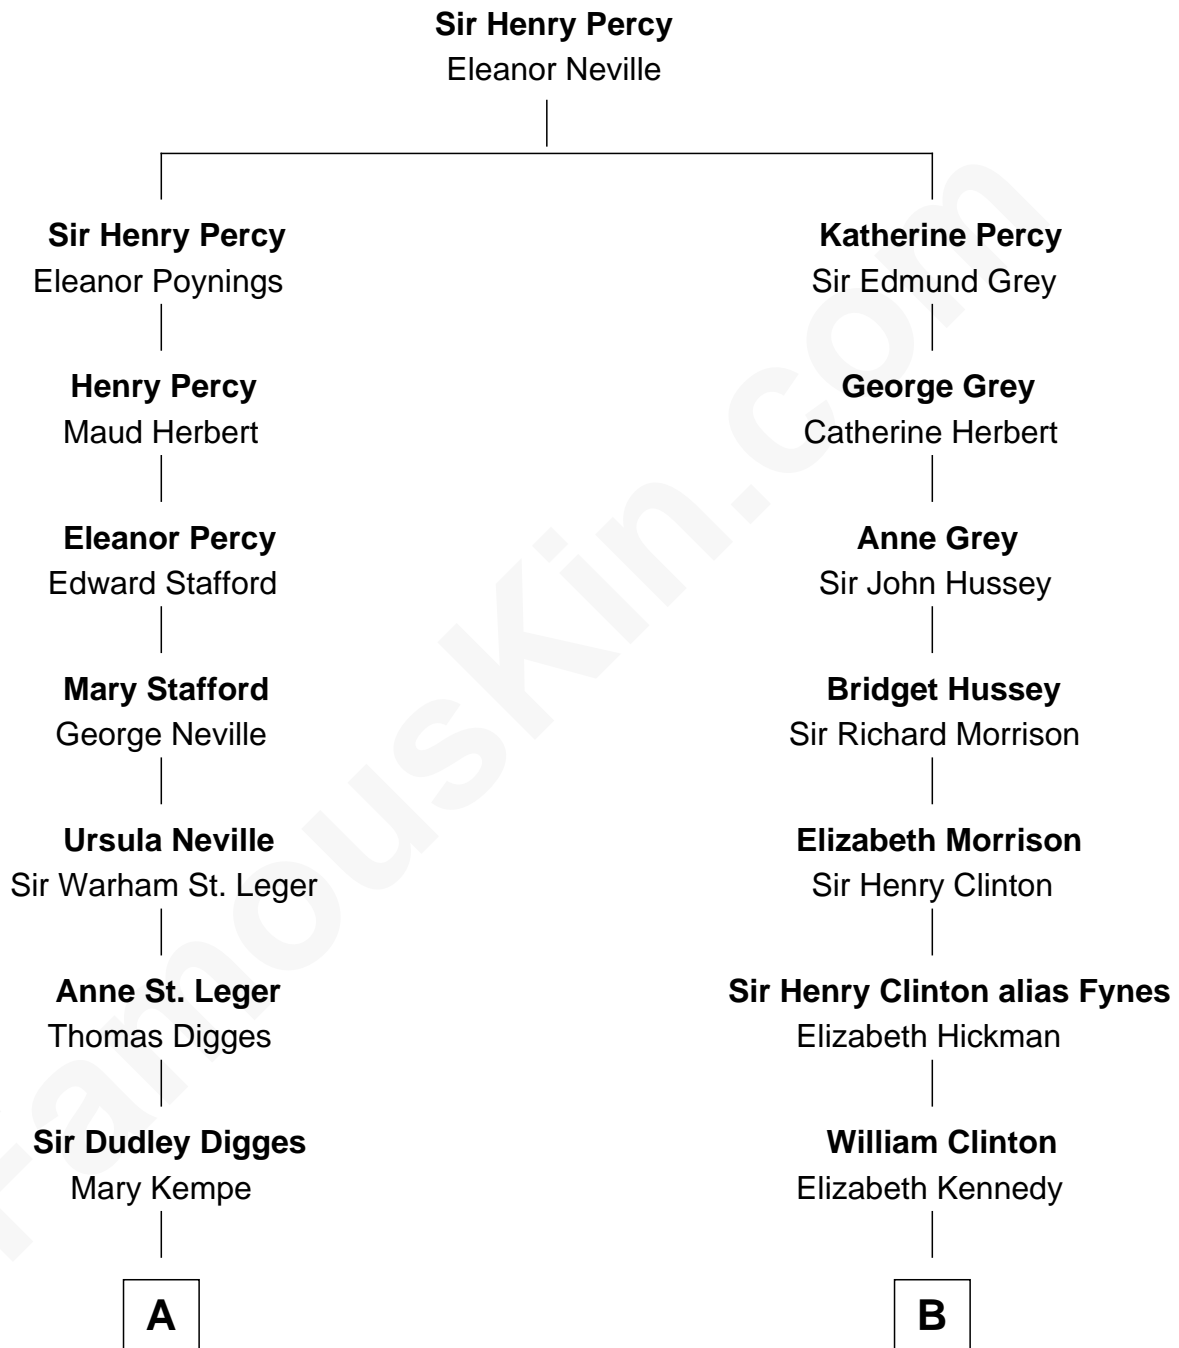 Sir Henry Percy
Eleanor Neville
Sir Henry Percy
Eleanor Poynings
Katherine Percy
Sir Edmund Grey
Henry Percy
Maud Herbert
George Grey
Catherine Herbert
Eleanor Percy
Edward Stafford
Anne Grey
Sir John Hussey
Mary Stafford
George Neville
Bridget Hussey
Sir Richard Morrison
Ursula Neville
Sir Warham St. Leger
Elizabeth Morrison
Sir Henry Clinton
Anne St. Leger
Thomas Digges
Sir Henry Clinton alias Fynes
Elizabeth Hickman
Sir Dudley Digges
Mary Kempe
William Clinton
Elizabeth Kennedy
A
B
FamousKin.com